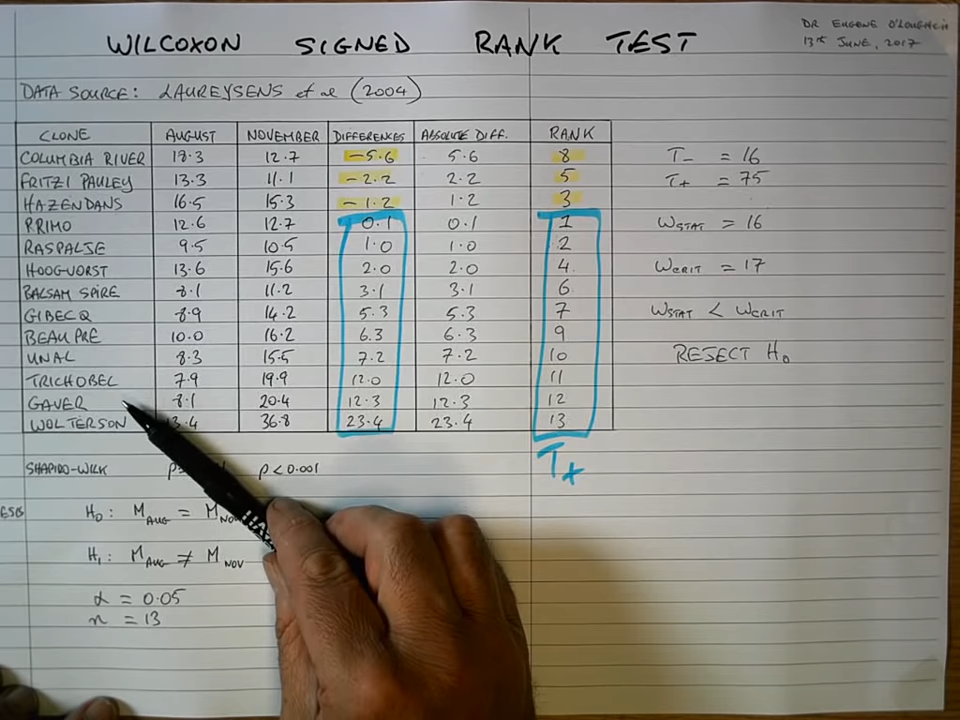 DR EUGENE O'LOUGHLIN
13TH JUNE, 2017
WILCOXON SIGNED RANK TEST
DATA SOURCE: LAUREYSENS et al (2004)
CLONE AUGUST NOVEMBER DIFFERENCES ABSOLUTE DIFF. RANK
COLUMBIA RIVER 18.3 12.7 -5.6 5.6 8
FRITZI PAULEY 13.3 11.1 -2.2 2.2 5
HAZENDANS 16.5 15.3 -1.2 1.2 3
PRIMO 12.6 12.7 0.1 0.1 1
RASPALJE 9.5 10.5 1.0 1.0 2
HOOGVORST 13.6 15.6 2.0 2.0 4
BALSAM SPIRE 8.1 11.2 3.1 3.1 6
GIBECQ 8.9 14.2 5.3 5.3 7
BEAUPRE 10.0 16.2 6.3 6.3 9
UNAL 8.3 15.5 7.2 7.2 10
TRICHOBEL 7.9 19.9 12.0 12.0 11
GAVER 8.1 20.4 12.3 12.3 12
WOLTERSON 13.4 36.8 23.4 23.4 13
T+
T- = 16
T+ = 75
WSTAT = 16
WCRIT = 17
WSTAT < WCRIT
REJECT H0
SHAPIRO-WILK p < 0.001
H0: MAUG = MNOV
H1: MAUG ≠ MNOV
α = 0.05
n = 13